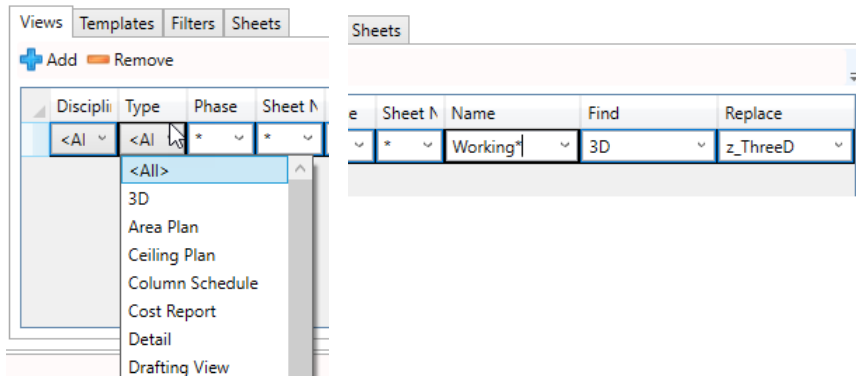 Views Templates Filters Sheets
Add Remove
Disciplin Type Phase Sheet N
<Al <Al * *
<All>
3D
Area Plan
Ceiling Plan
Column Schedule
Cost Report
Detail
Drafting View
Sheets
e Sheet N Name Find Replace
* Working* 3D z_ThreeD